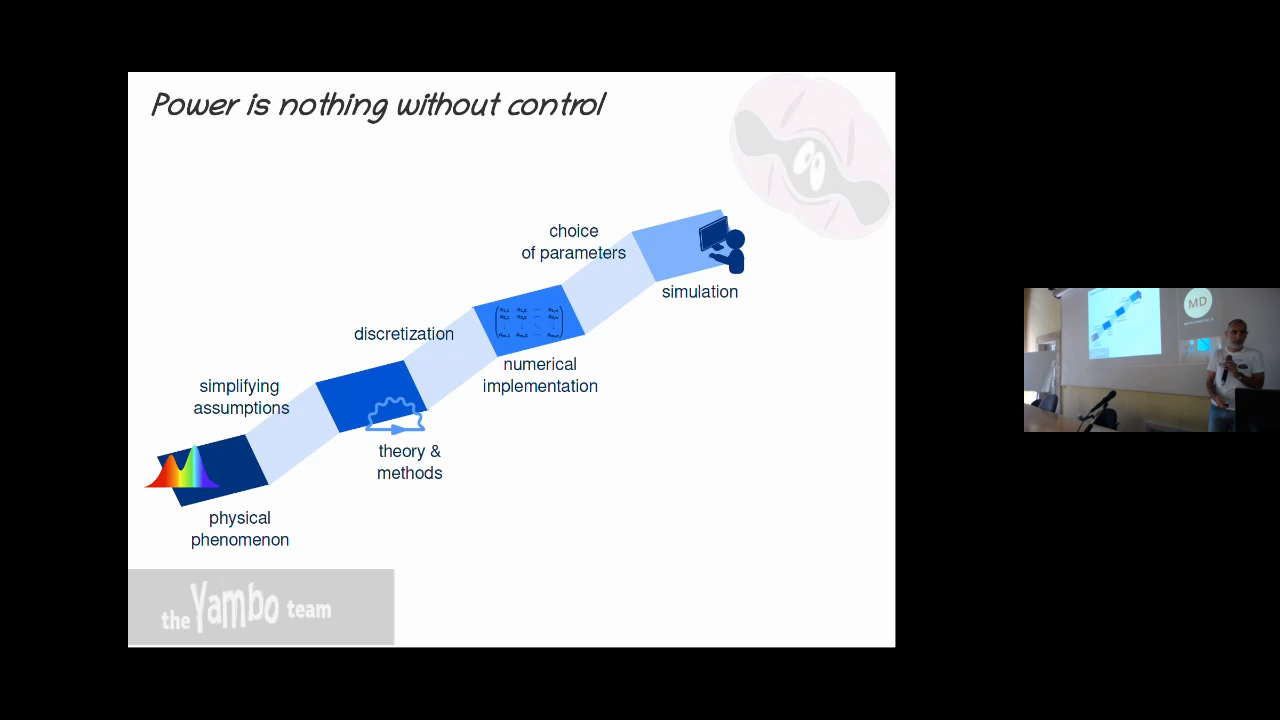 Power is nothing without control
choice
of parameters
simulation
discretization
numerical
implementation
simplifying
assumptions
theory &
methods
physical
phenomenon
the Yambo team
MD